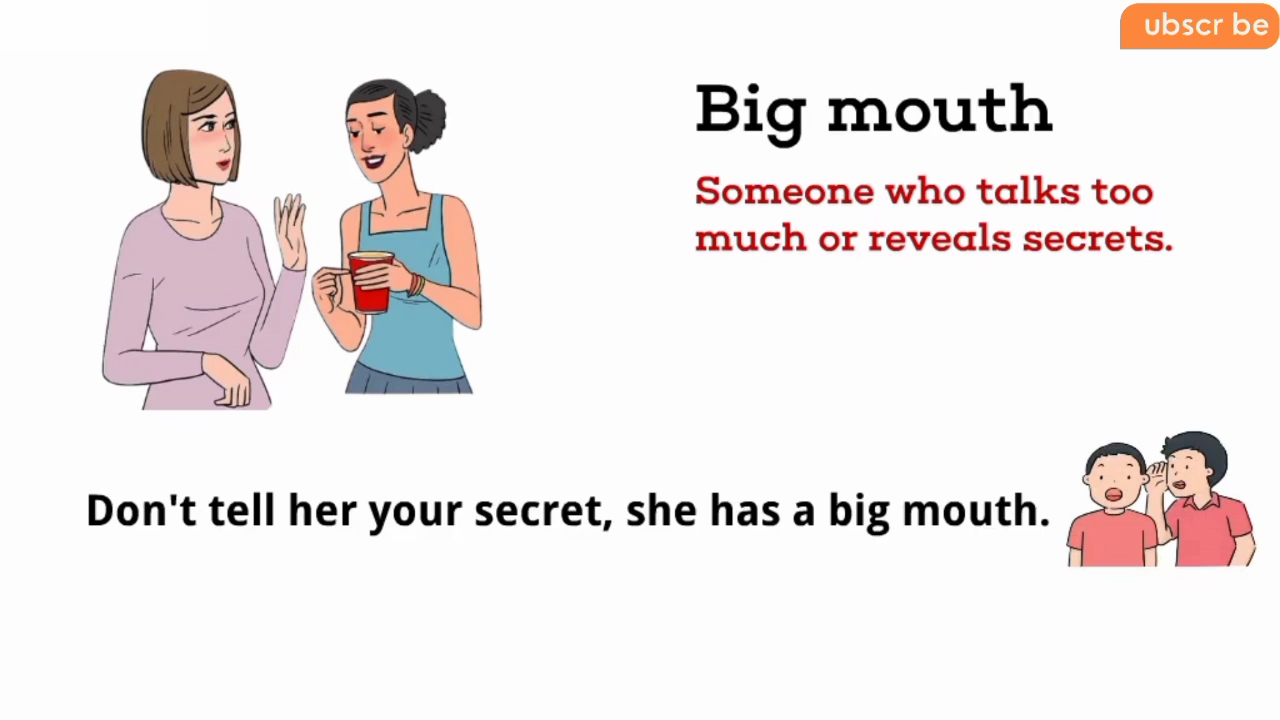 ubscr be
Big mouth
Someone who talks too
much or reveals secrets.
Don't tell her your secret, she has a big mouth.